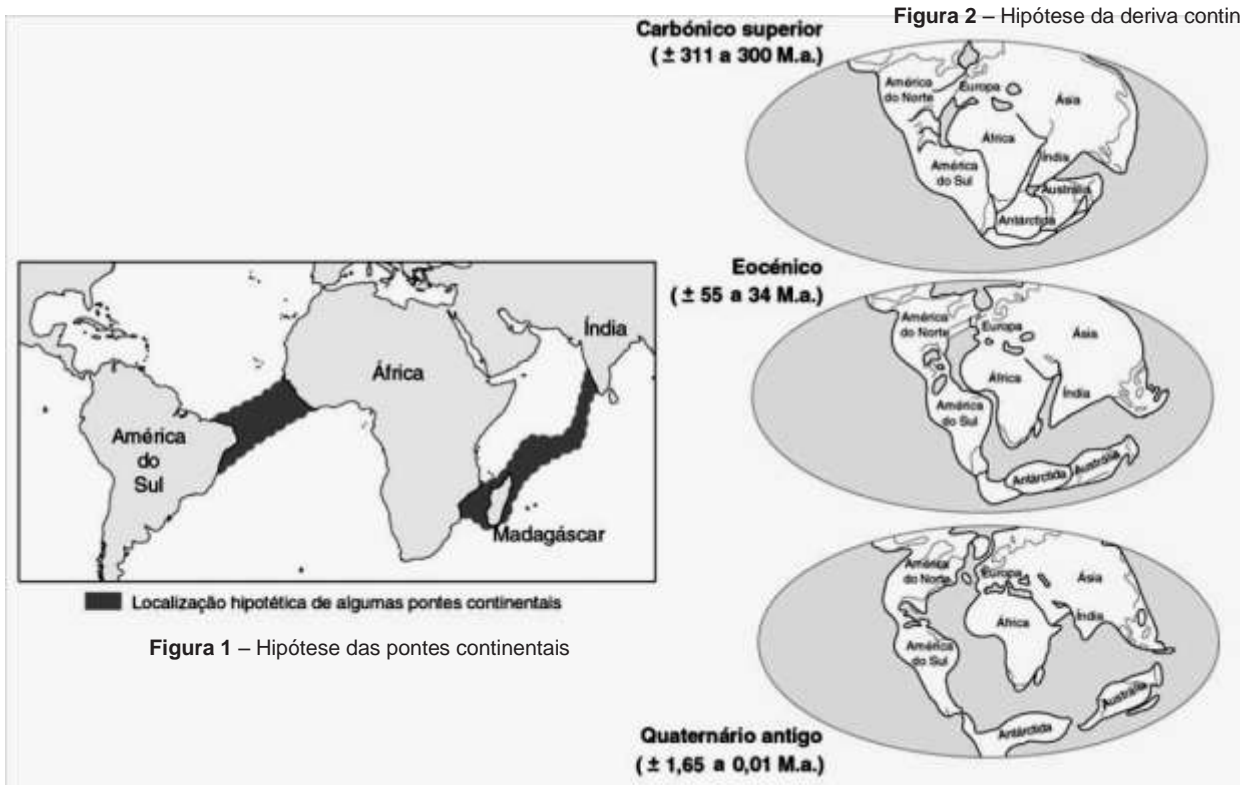 Figura 2 – Hipótese da deriva contin
Carbónico superior
(± 311 a 300 M.a.)
América
do Norte
Europa
Ásia
África
Índia
América
do Sul
Austrália
Antárctida
Eocénico
(± 55 a 34 M.a.)
América
do Norte
Europa
Ásia
África
Índia
América
do Sul
Antárctida
Austrália
Quaternário antigo
(± 1,65 a 0,01 M.a.)
América
do Norte
Europa
Ásia
África
Índia
América
do Sul
Austrália
Antárctida
Índia
África
América
do
Sul
Madagáscar
Localização hipotética de algumas pontes continentais
Figura 1 – Hipótese das pontes continentais